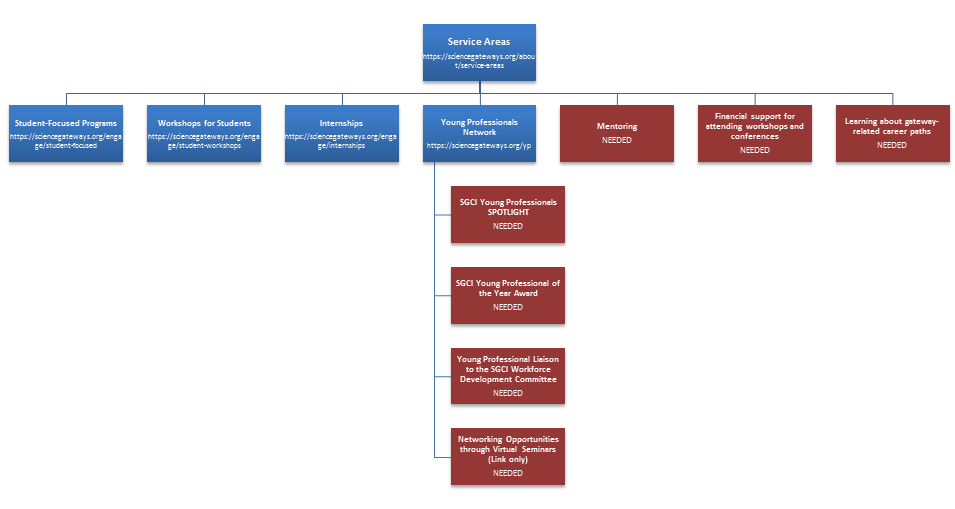 Service Areas
https://sciencegateways.org/abou
t/service-areas
Student-Focused Programs
https://sciencegateways.org/enga
ge/student-focused
Workshops for Students
https://sciencegateways.org/enga
ge/student-workshops
Internships
https://sciencegateways.org/enga
ge/internships
Young Professionals
Network
https://sciencegateways.org/yp
Mentoring
NEEDED
Financial support for
attending workshops and
conferences
NEEDED
Learning about gateway-
related career paths
NEEDED
SGCI Young Professionals
SPOTLIGHT
NEEDED
SGCI Young Professional of
the Year Award
NEEDED
Young Professional Liaison
to the SGCI Workforce
Development Committee
NEEDED
Networking Opportunities
through Virtual Seminars
(Link only)
NEEDED